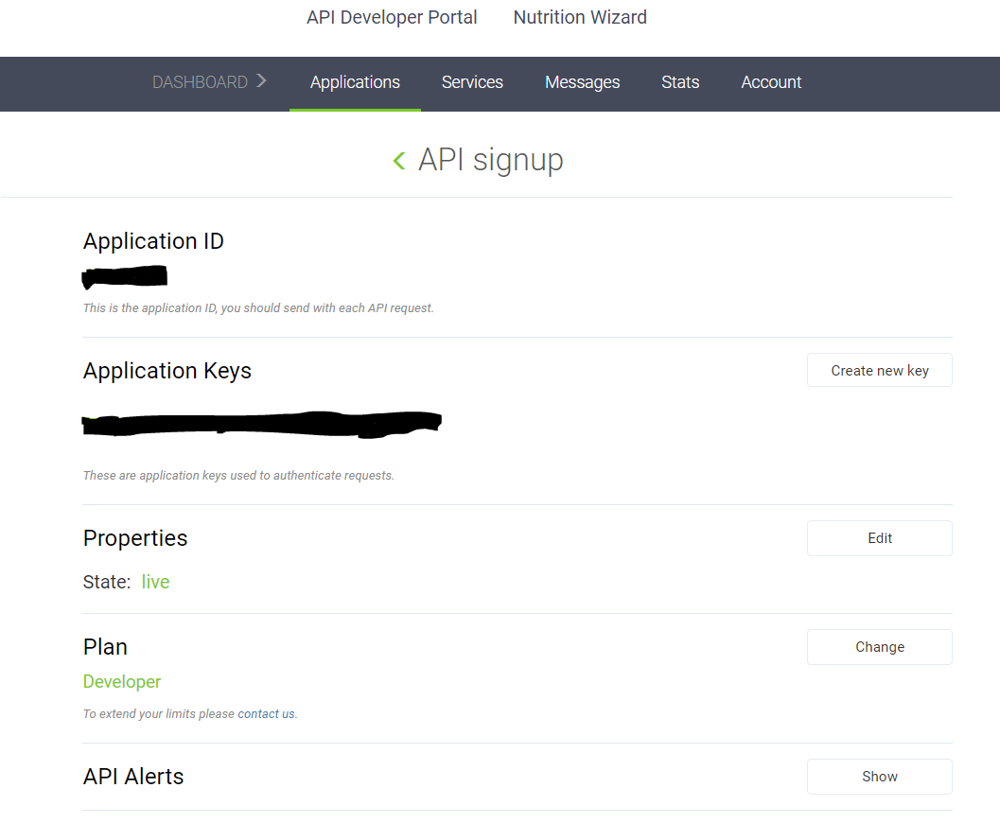 API Developer Portal Nutrition Wizard
DASHBOARD Applications Services Messages Stats Account
API signup
Application ID
This is the application ID, you should send with each API request.
Application Keys Create new key
These are application keys used to authenticate requests.
Properties Edit
State: live
Plan Change
Developer
To extend your limits please contact us.
API Alerts Show